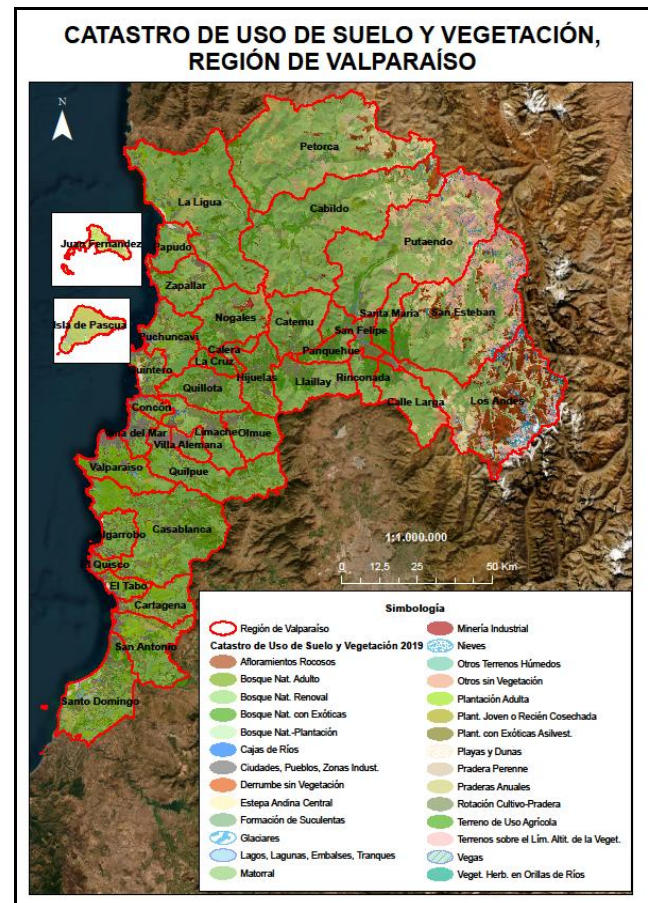 CATASTRO DE USO DE SUELO Y VEGETACIÓN,
REGIÓN DE VALPARAÍSO
N
Petorca
La Ligua
Cabildo
Juan Fernandez
Papudo
Putaendo
Zapallar
Isla de Pascua
Nogales
Catemu
Santa Maria
San Esteban
San Felipe
Puchuncaví
Calera
Panquehue
La Cruz
Quintero
Hijuelas
Llaillay
Rinconada
Quillota
Calle Larga
Los Andes
Concón
Viña del Mar
Limache
Olmue
Villa Alemana
Valparaíso
Quilpue
Casablanca
Algarrobo
El Quisco
El Tabo
Cartagena
San Antonio
Santo Domingo
1:1.000.000
0 12,5 25 50 Km
Simbología
Región de Valparaíso
Catastro de Uso de Suelo y Vegetación 2019
Afloramientos Rocosos
Bosque Nat. Adulto
Bosque Nat. Renoval
Bosque Nat. con Exóticas
Bosque Nat.-Plantación
Cajas de Ríos
Ciudades, Pueblos, Zonas Indust.
Derrumbe sin Vegetación
Estepa Andina Central
Formación de Suculentas
Glaciares
Lagos, Lagunas, Embalses, Tranques
Matorral
Minería Industrial
Nieves
Otros Terrenos Húmedos
Otros sin Vegetación
Plantación Adulta
Plant. Joven o Recién Cosechada
Plant. con Exóticas Asilvest.
Playas y Dunas
Pradera Perenne
Praderas Anuales
Rotación Cultivo-Pradera
Terreno de Uso Agrícola
Terrenos sobre el Lím. Altit. de la Veget.
Vegas
Veget. Herb. en Orillas de Ríos